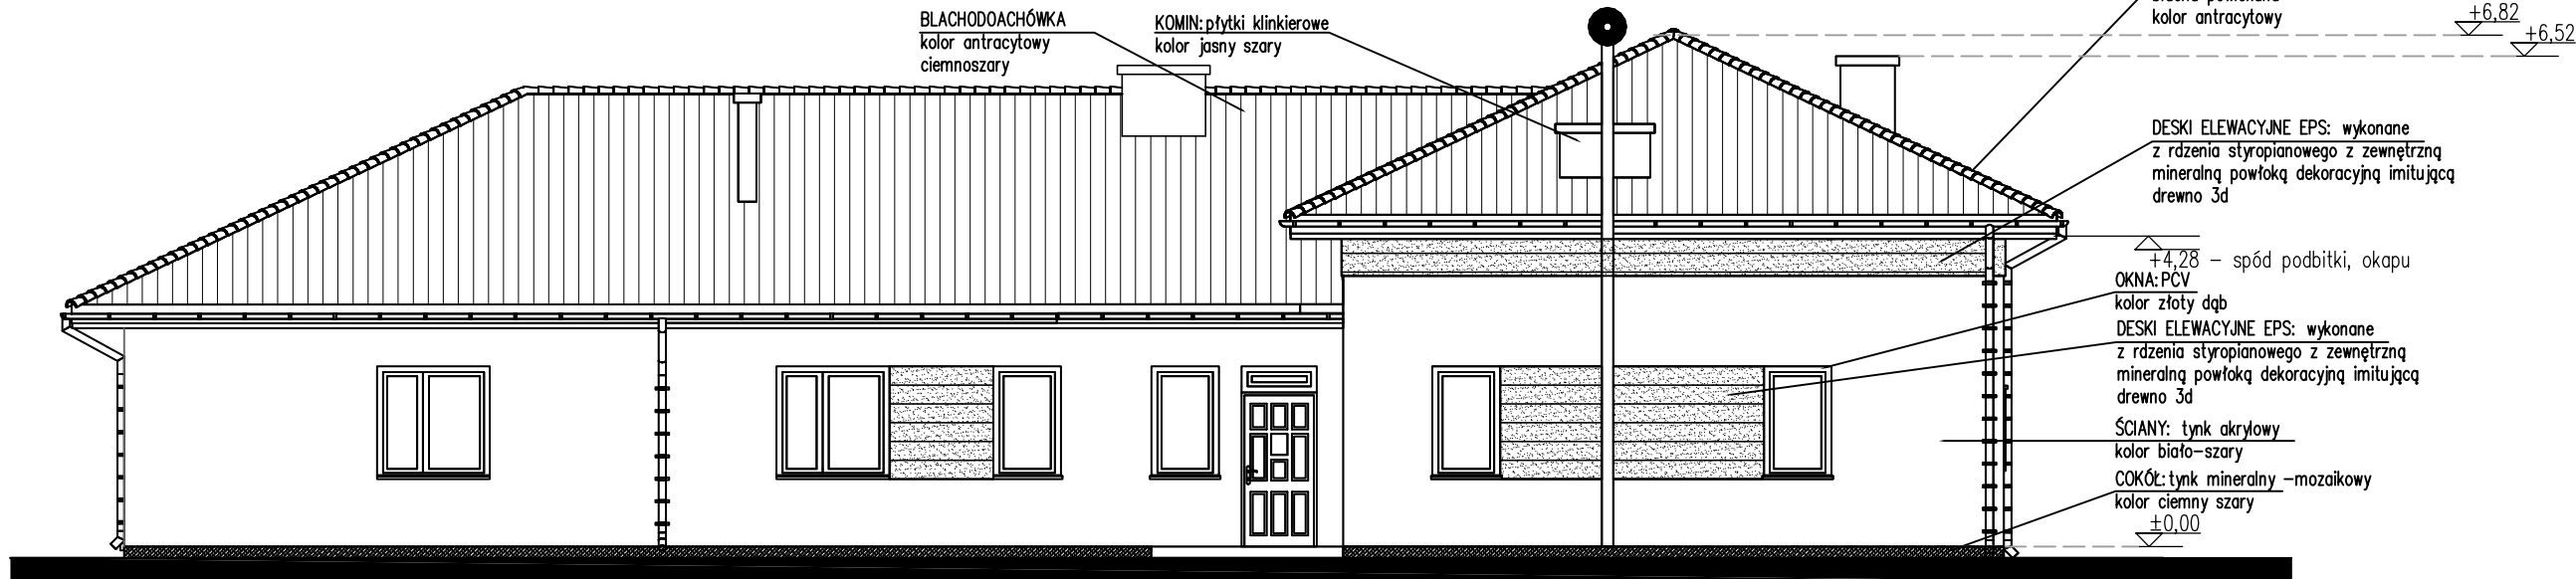 BLACHODOACHÓWKA
kolor antracytowy
ciemnoszary
KOMIN: płytki klinkierowe
kolor jasny szary
kolor antracytowy
+6,82
+6,52
DESKI ELEWACYJNE EPS: wykonane
z rdzenia styropianowego z zewnętrzną
mineralną powłoką dekoracyjną imitującą
drewno 3d
+4,28 – spód podbitki, okapu
OKNA: PCV
kolor złoty dąb
DESKI ELEWACYJNE EPS: wykonane
z rdzenia styropianowego z zewnętrzną
mineralną powłoką dekoracyjną imitującą
drewno 3d
ŚCIANY: tynk akrylowy
kolor biało-szary
COKÓŁ: tynk mineralny -mozaikowy
kolor ciemny szary
±0,00